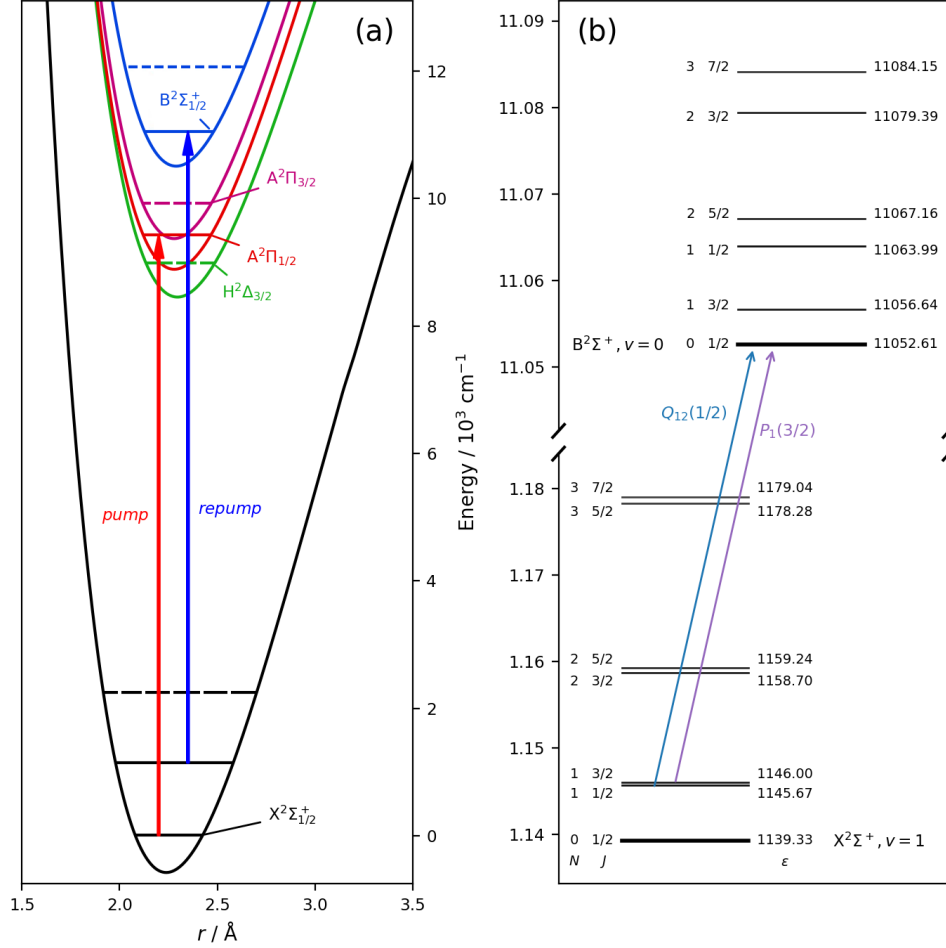 (a)
B²Σ⁺₁/₂
A²Π₃/₂
A²Π₁/₂
H²Δ₃/₂
pump
repump
X²Σ⁺₁/₂
12
10
8
6
4
2
0
Energy / 10³ cm⁻¹
1.5 2.0 2.5 3.0 3.5
r / Å
(b)
11.09
11.08
11.07
11.06
11.05
1.18
1.17
1.16
1.15
1.14
3 7/2 11084.15
2 3/2 11079.39
2 5/2 11067.16
1 1/2 11063.99
1 3/2 11056.64
B²Σ⁺, v = 0 0 1/2 11052.61
Q₁₂(1/2)
P₁(3/2)
3 7/2 1179.04
3 5/2 1178.28
2 5/2 1159.24
2 3/2 1158.70
1 3/2 1146.00
1 1/2 1145.67
0 1/2 1139.33 X²Σ⁺, v = 1
N J ε